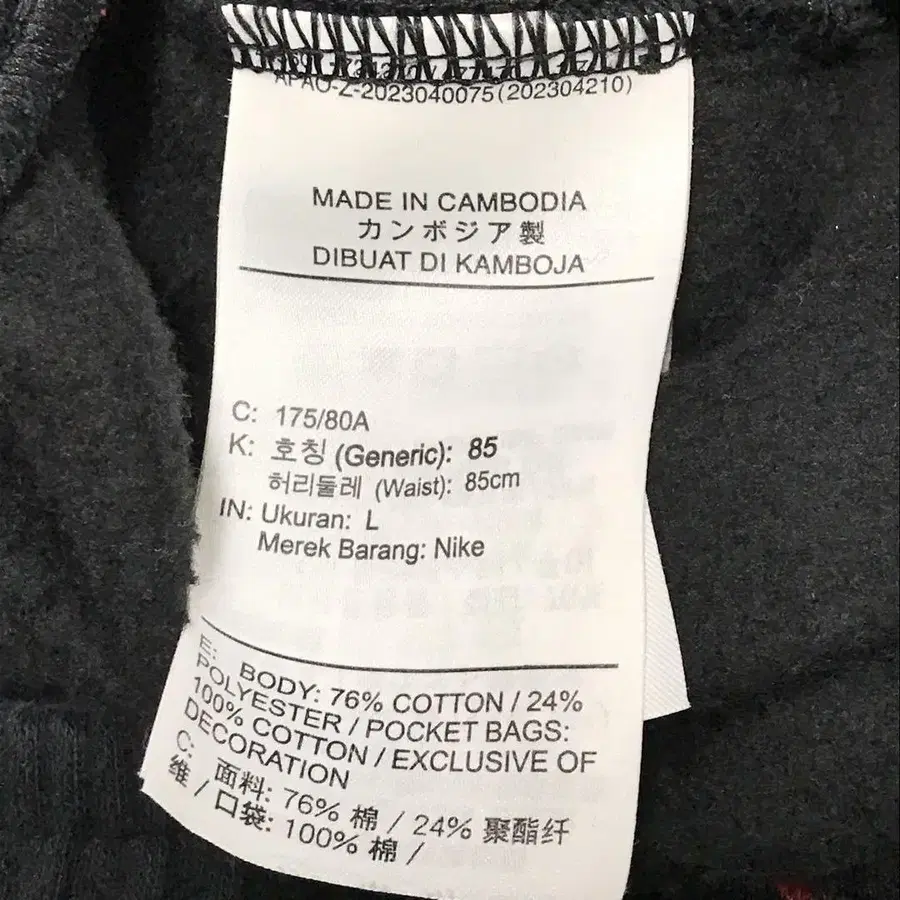 APAO-Z-2023040075(202304210)
MADE IN CAMBODIA
カンボジア製
DIBUAT DI KAMBOJA
C: 175/80A
K: 호칭 (Generic): 85
허리둘레 (Waist): 85cm
IN: Ukuran: L
Merek Barang: Nike
E: BODY: 76% COTTON / 24%
POLYESTER / POCKET BAGS:
100% COTTON / EXCLUSIVE OF
DECORATION
C: 面料: 76% 棉 / 24% 聚酯纤
维 / 口袋: 100% 棉 /